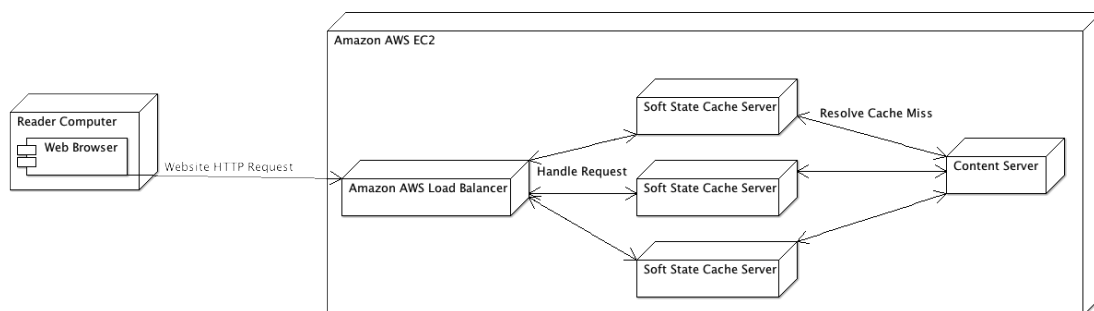 Amazon AWS EC2
Reader Computer
Web Browser
Website HTTP Request
Amazon AWS Load Balancer
Handle Request
Soft State Cache Server
Soft State Cache Server
Soft State Cache Server
Resolve Cache Miss
Content Server